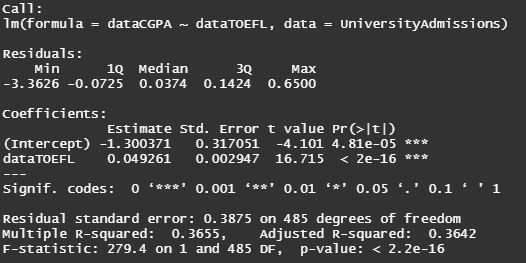 Call:
lm(formula = dataCGPA ~ dataTOEFL, data = UniversityAdmissions)
Residuals:
Min 1Q Median 3Q Max
-3.3626 -0.0725 0.0374 0.1424 0.6500
Coefficients:
Estimate Std. Error t value Pr(>|t|)
(Intercept) -1.300371 0.317051 -4.101 4.81e-05 ***
dataTOEFL 0.049261 0.002947 16.715 < 2e-16 ***
---
Signif. codes: 0 ‘***’ 0.001 ‘**’ 0.01 ‘*’ 0.05 ‘.’ 0.1 ‘ ’ 1
Residual standard error: 0.3875 on 485 degrees of freedom
Multiple R-squared: 0.3655, Adjusted R-squared: 0.3642
F-statistic: 279.4 on 1 and 485 DF, p-value: < 2.2e-16